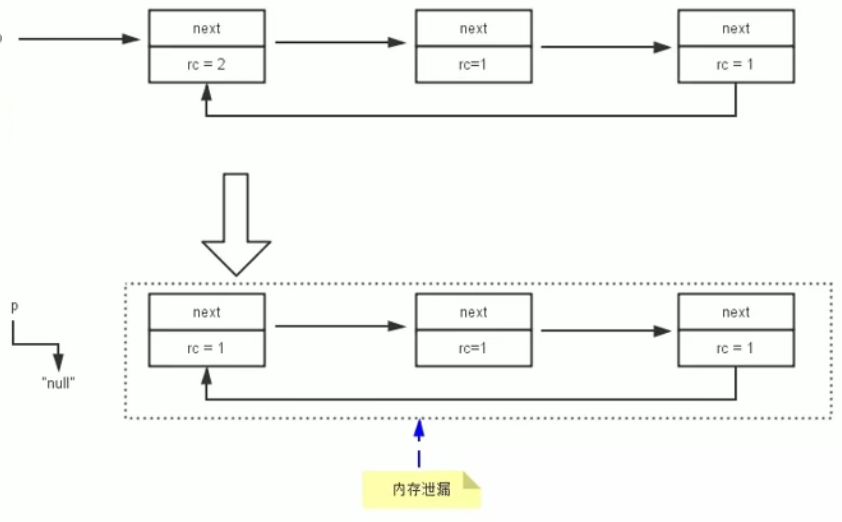 next next next
rc = 2 rc=1 rc = 1
p
next next next
rc = 1 rc=1 rc = 1
"null"
内存泄漏